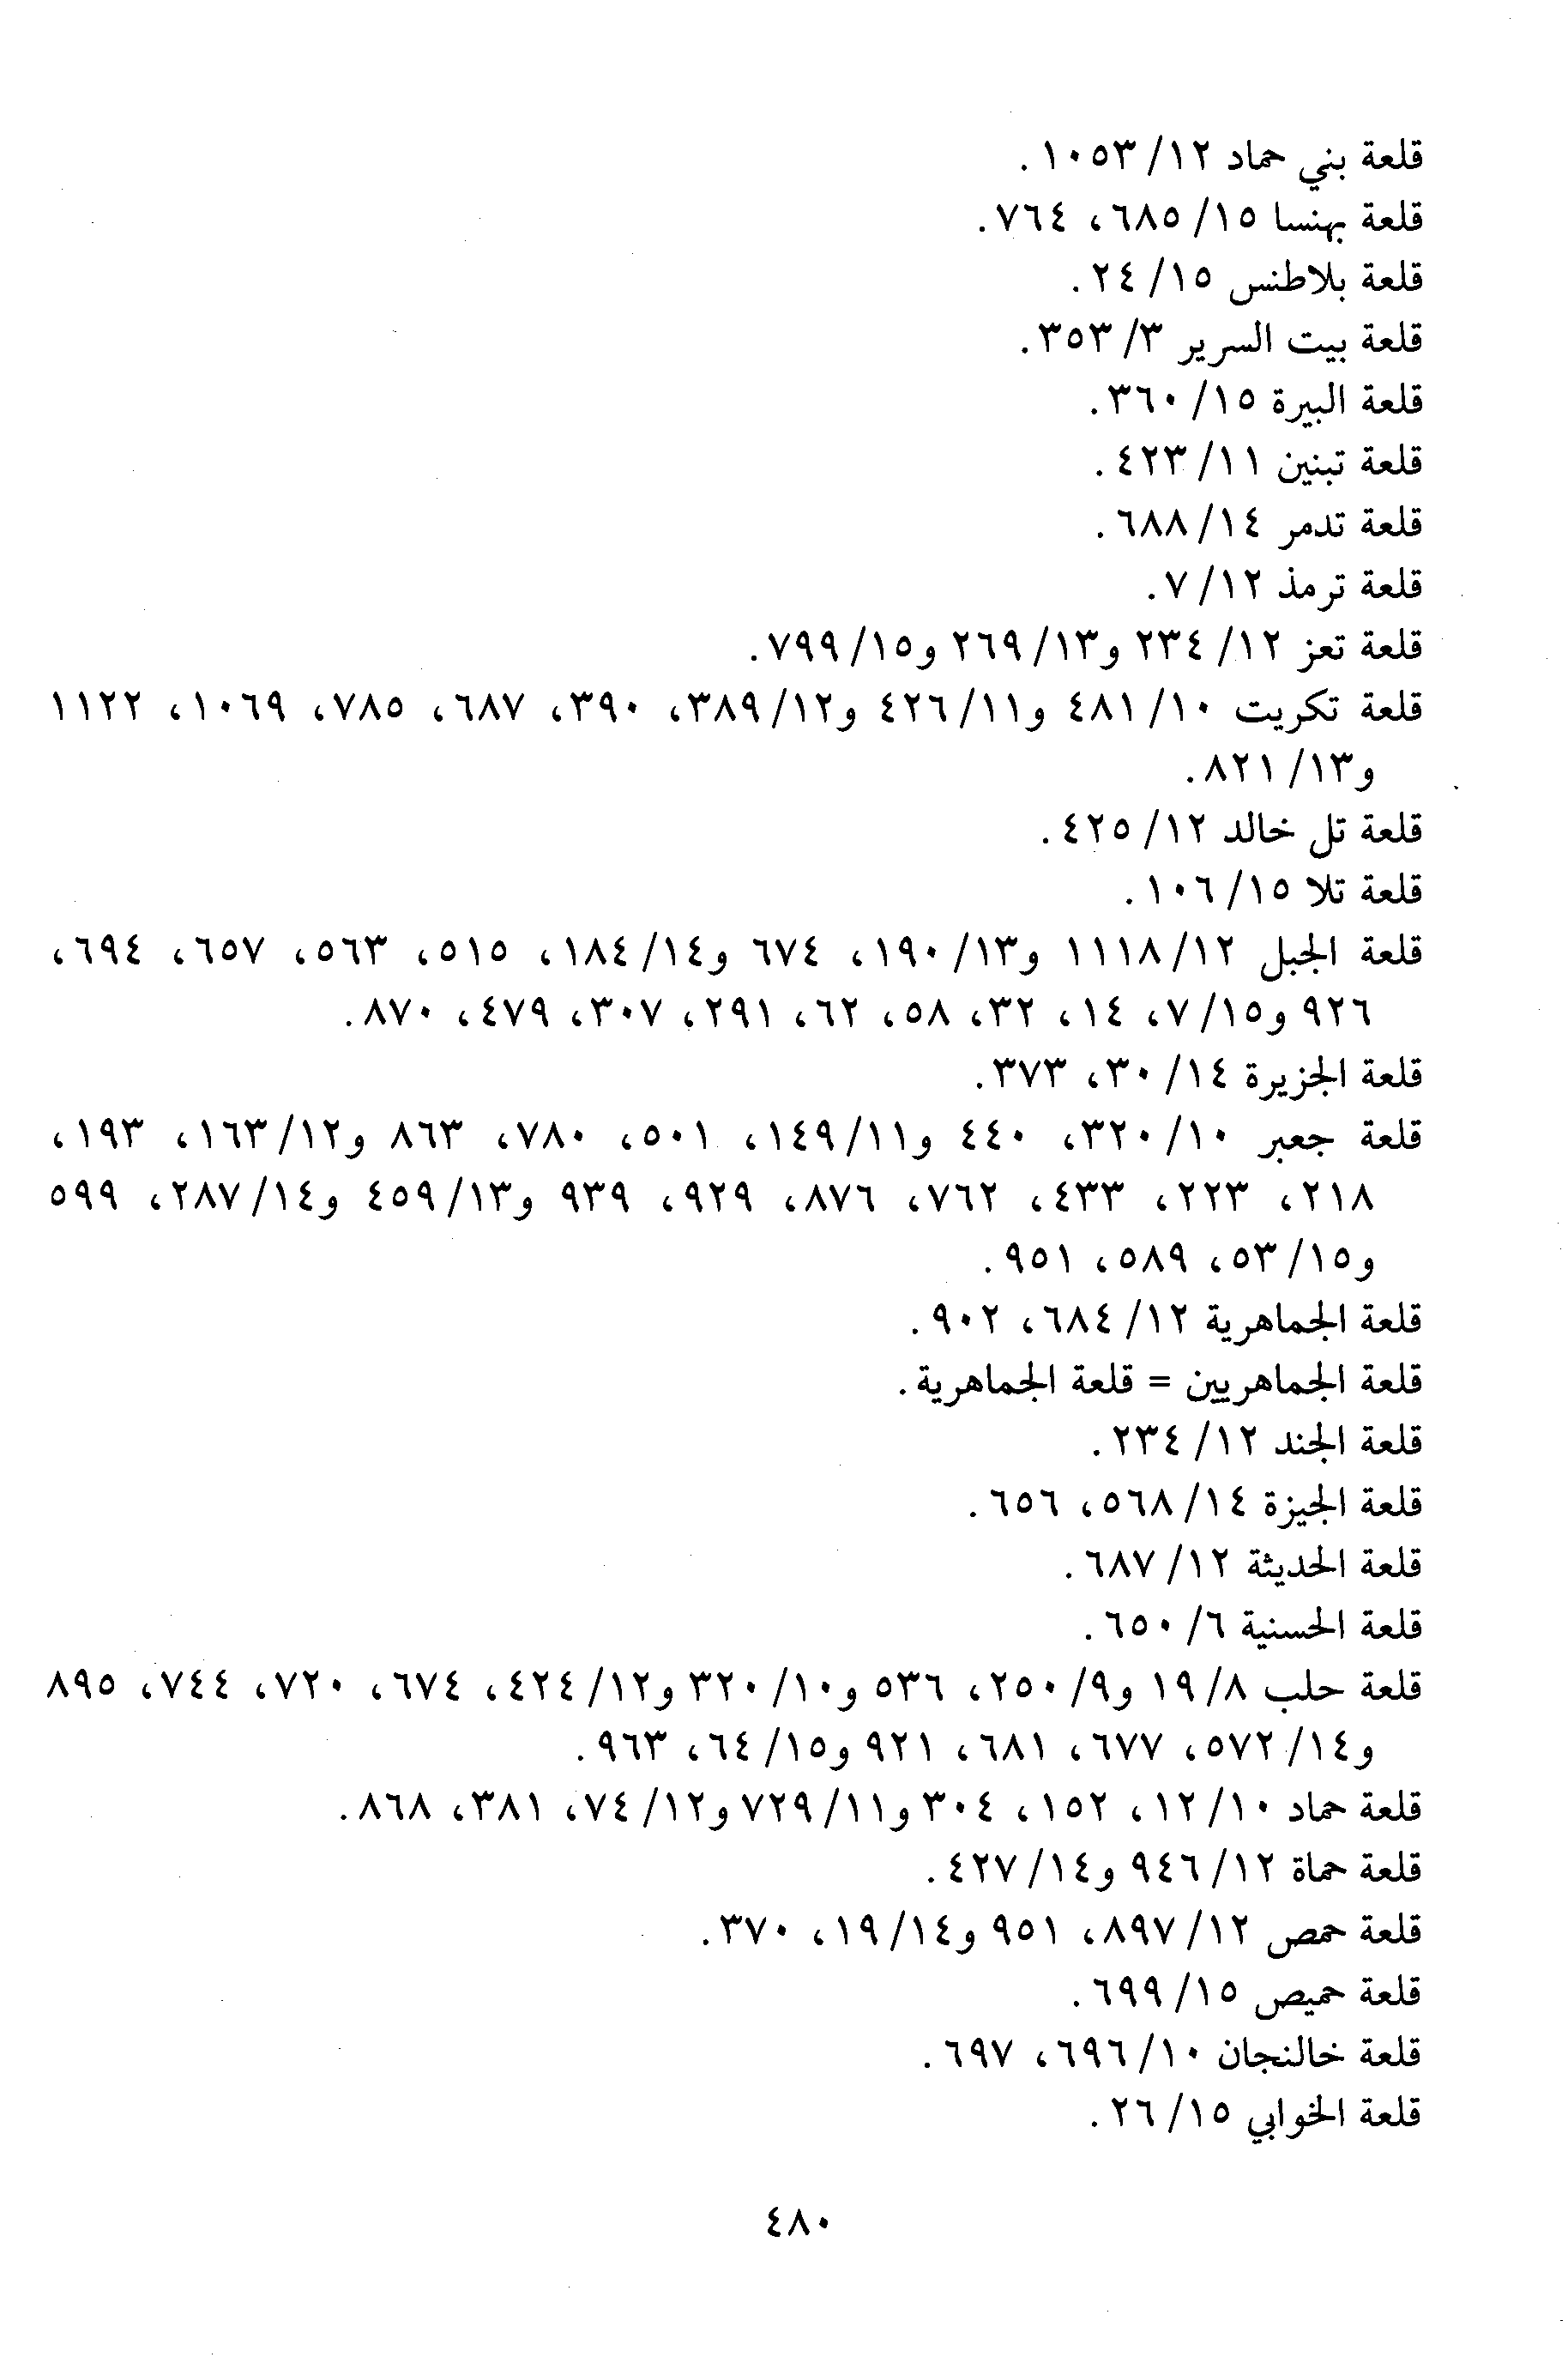 قلعة بني حماد ١٢/ ١٠٥٣.
قلعة بهنسا ١٥/ ٦٨٥، ٧٦٤.
قلعة بلاطنس ١٥/ ٢٤.
قلعة بيت السرير ٣/ ٣٥٣.
قلعة البيرة ١٥/ ٣٦٠.
قلعة تبنين ١١/ ٤٢٣.
قلعة تدمر ١٤/ ٦٨٨.
قلعة ترمذ ١٢/ ٧.
قلعة تعز ١٢/ ٢٣٤ و١٣/ ٢٦٩ و١٥/ ٧٩٩.
قلعة تكريت ١٠/ ٤٨١ و١١/ ٤٢٦ و١٢/ ٣٨٩، ٣٩٠، ٦٨٧، ٧٨٥، ١٠٦٩، ١١٢٢
و١٣/ ٨٢١.
قلعة تل خالد ١٢/ ٤٢٥.
قلعة تلا ١٥/ ١٠٦.
قلعة الجبل ١٢/ ١١١٨ و١٣/ ١٩٠، ٦٧٤ و١٤/ ١٨٤، ٥١٥، ٥٦٣، ٦٥٧، ٦٩٤،
٩٢٦ و١٥/ ٧، ١٤، ٣٢، ٥٨، ٦٢، ٢٩١، ٣٠٧، ٤٧٩، ٨٧٠.
قلعة الجزيرة ١٤/ ٣٠، ٣٧٣.
قلعة جعبر ١٠/ ٣٢٠، ٤٤٠ و١١/ ١٤٩، ٥٠١، ٧٨٠، ٨٦٣ و١٢/ ١٦٣، ١٩٣،
٢١٨، ٢٢٣، ٤٣٣، ٧٦٢، ٨٧٦، ٩٢٩، ٩٣٩ و١٣/ ٤٥٩ و١٤/ ٢٨٧، ٥٩٩
و١٥/ ٥٣، ٥٨٩، ٩٥١.
قلعة الجماهرية ١٢/ ٦٨٤، ٩٠٢.
قلعة الجماهريين = قلعة الجماهرية.
قلعة الجند ١٢/ ٢٣٤.
قلعة الجيزة ١٤/ ٥٦٨، ٦٥٦.
قلعة الحديثة ١٢/ ٦٨٧.
قلعة الحسنية ٦/ ٦٥٠.
قلعة حلب ٨/ ١٩ و٩/ ٢٥٠، ٥٣٦ و١٠/ ٣٢٠ و١٢/ ٤٢٤، ٦٧٤، ٧٢٠، ٧٤٤، ٨٩٥
و١٤/ ٥٧٢، ٦٧٧، ٦٨١، ٩٢١ و١٥/ ٦٤، ٩٦٣.
قلعة حماد ١٠/ ١٢، ١٥٢، ٣٠٤ و١١/ ٧٢٩ و١٢/ ٧٤، ٣٨١، ٨٦٨.
قلعة حماة ١٢/ ٩٤٦ و١٤/ ٤٢٧.
قلعة حمص ١٢/ ٨٩٧، ٩٥١ و١٤/ ١٩، ٣٧٠.
قلعة حميص ١٥/ ٦٩٩.
قلعة خالنجان ١٠/ ٦٩٦، ٦٩٧.
قلعة الخوابي ١٥/ ٢٦.
٤٨٠